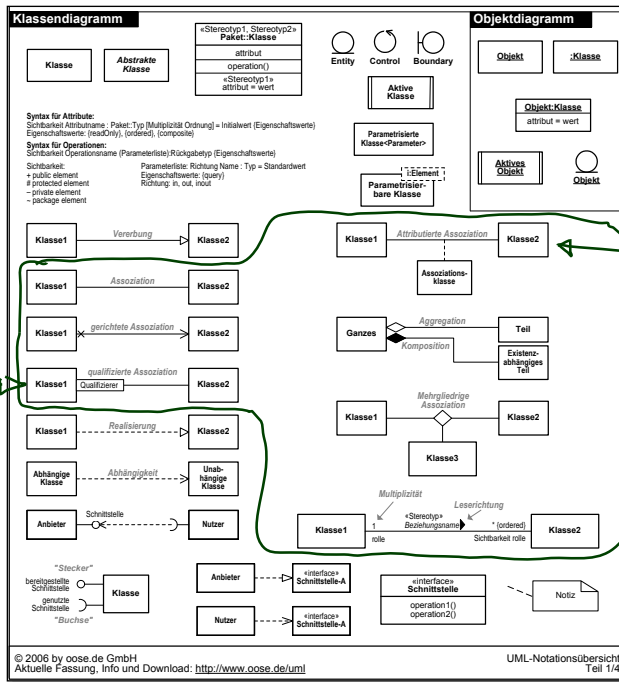 Klassendiagramm
Objektdiagramm
Klasse
Abstrakte
Klasse
«Stereotyp1, Stereotyp2»
Paket::Klasse
attribut
operation()
«Stereotyp1»
attribut = wert
Entity
Control
Boundary
Aktive
Klasse
Parametrisierte
Klasse<Parameter>
i:Element
Parametrisier-
bare Klasse
Objekt
:Klasse
Objekt:Klasse
attribut = wert
Aktives
Objekt
Objekt
Syntax für Attribute:
Sichtbarkeit Attributname : Paket::Typ [Multiplizität Ordnung] = Initialwert {Eigenschaftswerte}
Eigenschaftswerte: {readOnly}, {ordered}, {composite}
Syntax für Operationen:
Sichtbarkeit Operationsname (Parameterliste):Rückgabetyp {Eigenschaftswerte}
Sichtbarkeit:
+ public element
# protected element
– private element
~ package element
Parameterliste: Richtung Name : Typ = Standardwert
Eigenschaftswerte: {query}
Richtung: in, out, inout
Klasse1
Vererbung
Klasse2
Klasse1
Assoziation
Klasse2
Klasse1
gerichtete Assoziation
Klasse2
Klasse1
Qualifizierer
qualifizierte Assoziation
Klasse2
Klasse1
Realisierung
Klasse2
Abhängige
Klasse
Abhängigkeit
Unab-
hängige
Klasse
Anbieter
Schnittstelle
Nutzer
Klasse1
Attributierte Assoziation
Klasse2
Assoziations-
klasse
Ganzes
Aggregation
Teil
Komposition
Existenz-
abhängiges
Teil
Klasse1
Mehrgliedrige
Assoziation
Klasse2
Klasse3
Multiplizität
Leserichtung
Klasse1
1
rolle
«Stereotyp»
Beziehungsname
* {ordered}
Sichtbarkeit rolle
Klasse2
"Stecker"
bereitgestellte
Schnittstelle
genutzte
Schnittstelle
"Buchse"
Klasse
Anbieter
«interface»
Schnittstelle-A
Nutzer
«interface»
Schnittstelle-A
«interface»
Schnittstelle
operation1()
operation2()
Notiz
© 2006 by oose.de GmbH
Aktuelle Fassung, Info und Download: http://www.oose.de/uml
UML-Notationsübersicht
Teil 1/4